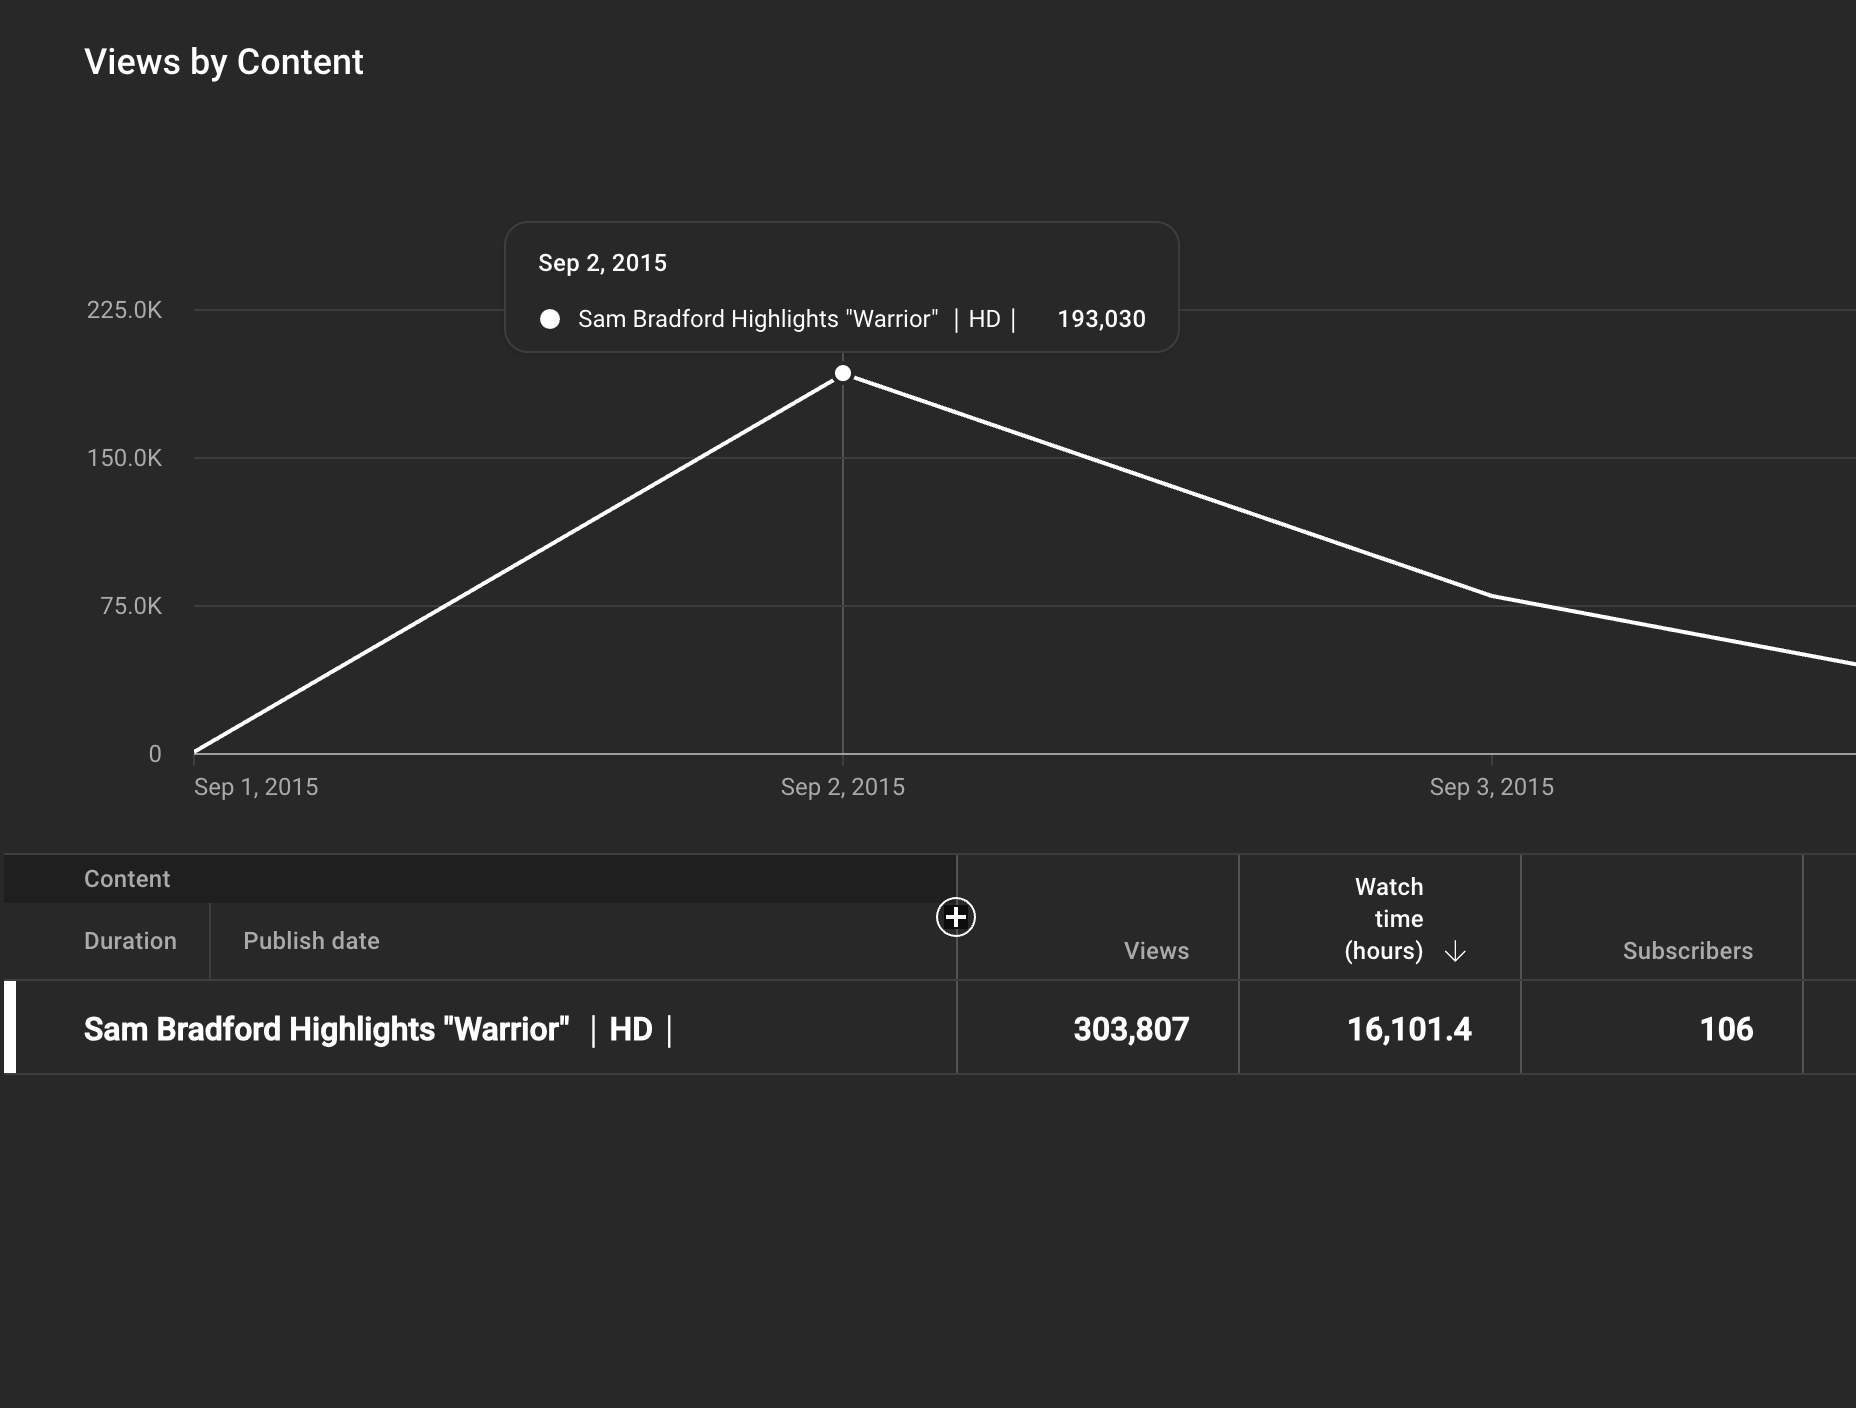 Views by Content
Sep 2, 2015
Sam Bradford Highlights "Warrior" | HD | 193,030
225.0K
150.0K
75.0K
0
Sep 1, 2015 Sep 2, 2015 Sep 3, 2015
Content
Duration Publish date
Views
Watch
time
(hours)
Subscribers
Sam Bradford Highlights "Warrior" | HD | 303,807 16,101.4 106